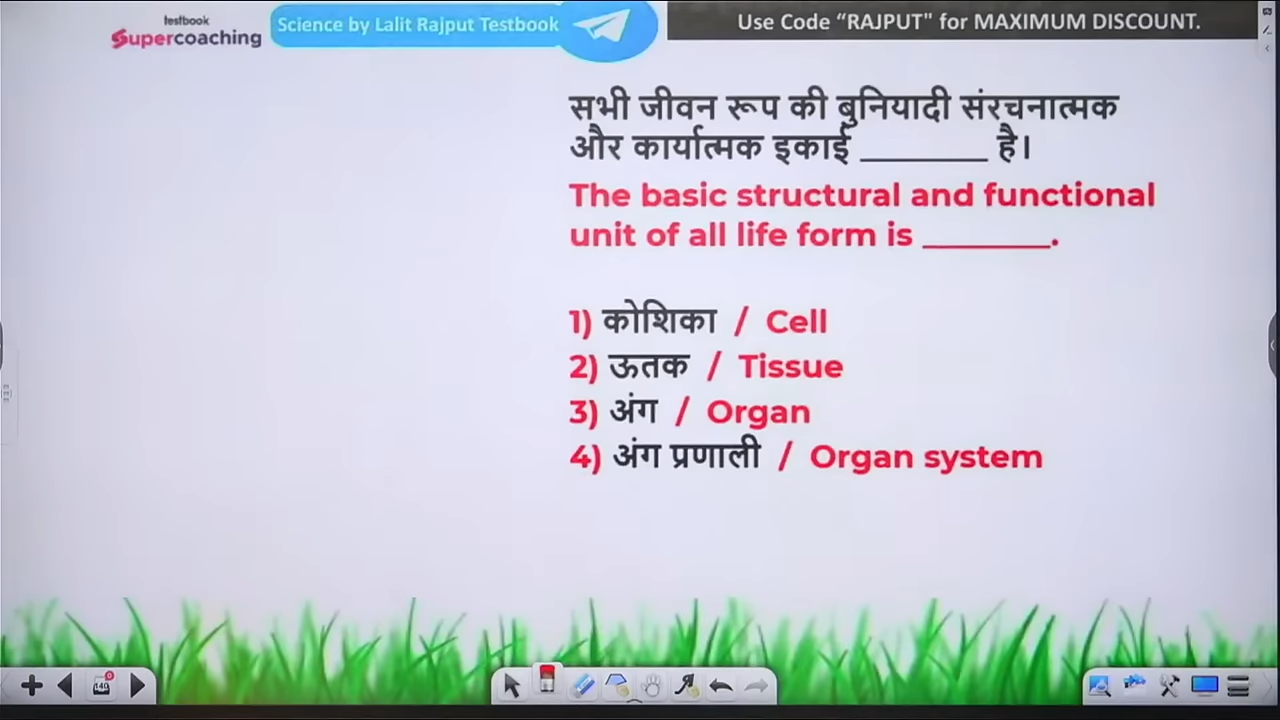 testbook
Supercoaching
Science by Lalit Rajput Testbook
Use Code “RAJPUT" for MAXIMUM DISCOUNT.
सभी जीवन रूप की बुनियादी संरचनात्मक
और कार्यात्मक इकाई ________ है।
The basic structural and functional
unit of all life form is ________.
1) कोशिका / Cell
2) ऊतक / Tissue
3) अंग / Organ
4) अंग प्रणाली / Organ system
140